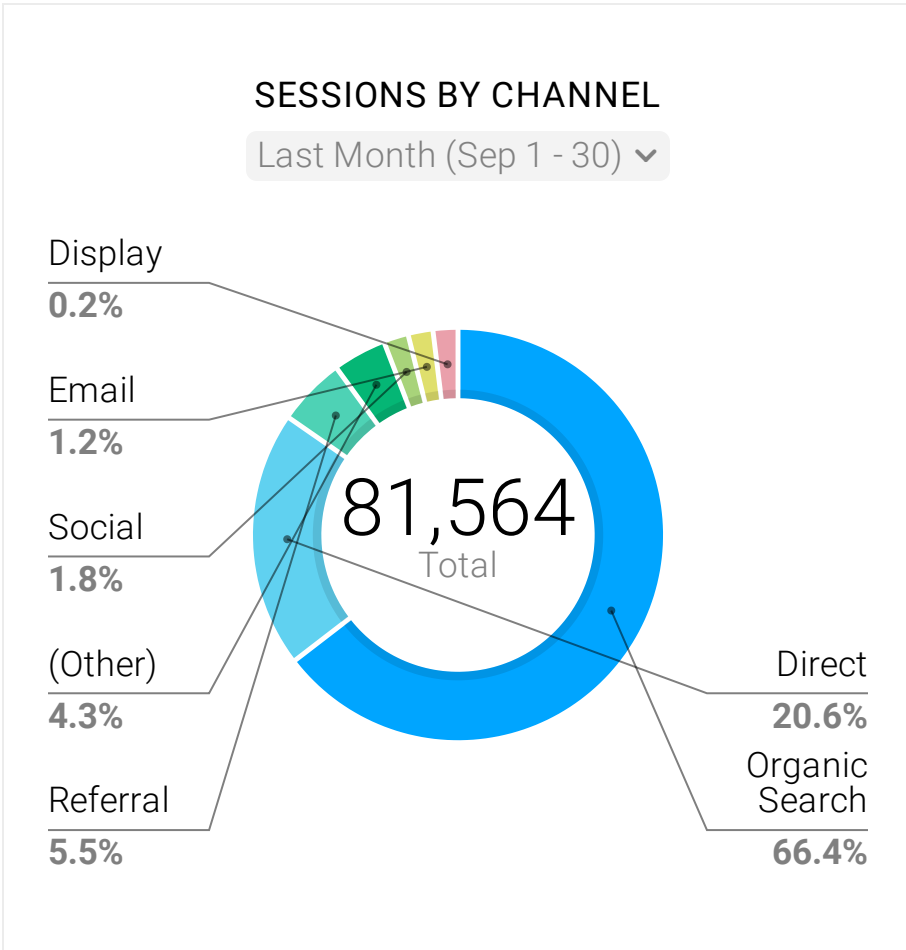 SESSIONS BY CHANNEL
Last Month (Sep 1 - 30)
Display
0.2%
Email
1.2%
Social
1.8%
(Other)
4.3%
Referral
5.5%
81,564
Total
Direct
20.6%
Organic
Search
66.4%